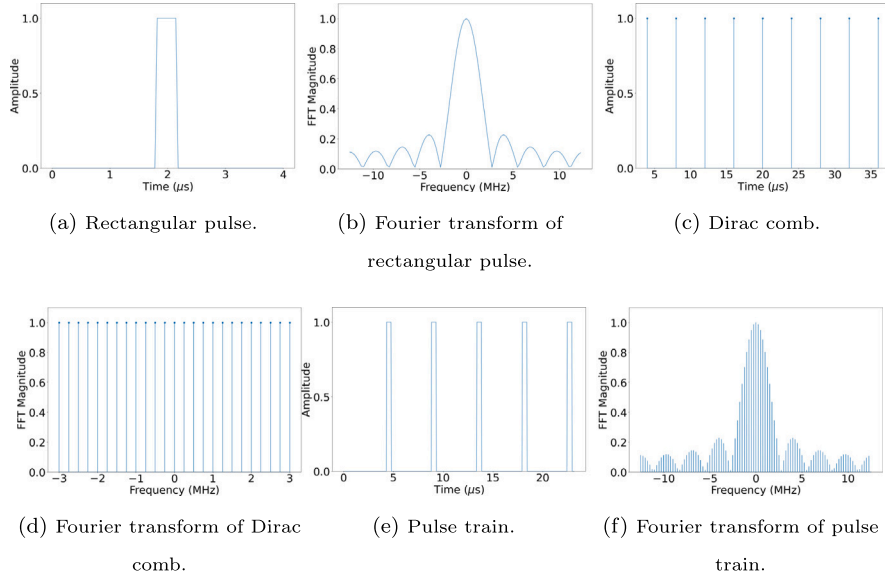 1.0
0.5
0.0
Amplitude
0 1 2 3 4
Time (μs)
(a) Rectangular pulse.
1.0
0.8
0.6
0.4
0.2
0.0
FFT Magnitude
−10 −5 0 5 10
Frequency (MHz)
(b) Fourier transform of
rectangular pulse.
1.0
0.5
0.0
Amplitude
5 10 15 20 25 30 35
Time (μs)
(c) Dirac comb.
1.0
0.8
0.6
0.4
0.2
0.0
FFT Magnitude
−3 −2 −1 0 1 2 3
Frequency (MHz)
(d) Fourier transform of Dirac
comb.
1.0
0.5
0.0
Amplitude
0 5 10 15 20
Time (μs)
(e) Pulse train.
1.0
0.8
0.6
0.4
0.2
0.0
FFT Magnitude
−10 −5 0 5 10
Frequency (MHz)
(f) Fourier transform of pulse
train.